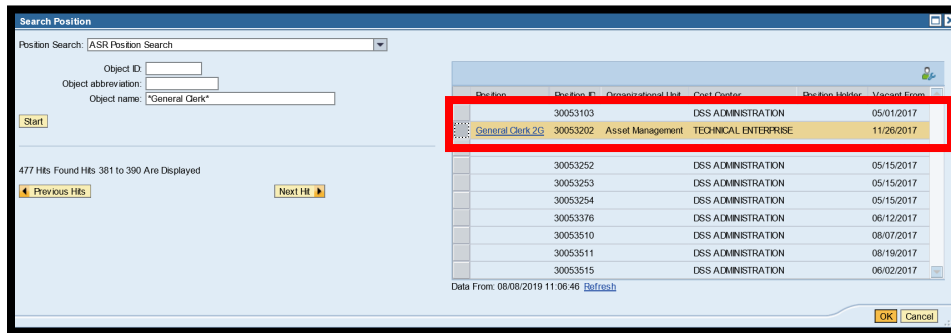 Search Position
Position Search: ASR Position Search
Object ID:
Object abbreviation:
Object name: *General Clerk*
Start
477 Hits Found Hits 381 to 390 Are Displayed
Previous Hits Next Hit
Position Position ID Organizational Unit Cost Center Position Holder Vacant From
30053103 DSS ADMINISTRATION 05/01/2017
General Clerk 2G 30053202 Asset Management TECHNICAL ENTERPRISE 11/26/2017
30053252 DSS ADMINISTRATION 05/15/2017
30053253 DSS ADMINISTRATION 05/15/2017
30053254 DSS ADMINISTRATION 05/15/2017
30053376 DSS ADMINISTRATION 06/12/2017
30053510 DSS ADMINISTRATION 08/07/2017
30053511 DSS ADMINISTRATION 08/19/2017
30053515 DSS ADMINISTRATION 06/02/2017
Data From: 08/08/2019 11:06:46 Refresh
OK Cancel